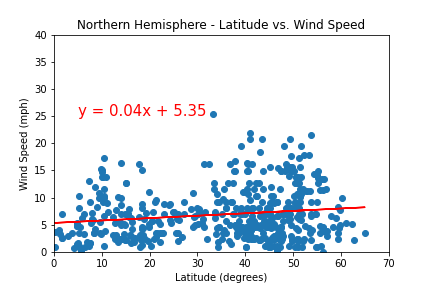 Northern Hemisphere - Latitude vs. Wind Speed
40
35
30
25
20
15
10
5
0
Wind Speed (mph)
y = 0.04x + 5.35
0 10 20 30 40 50 60 70
Latitude (degrees)